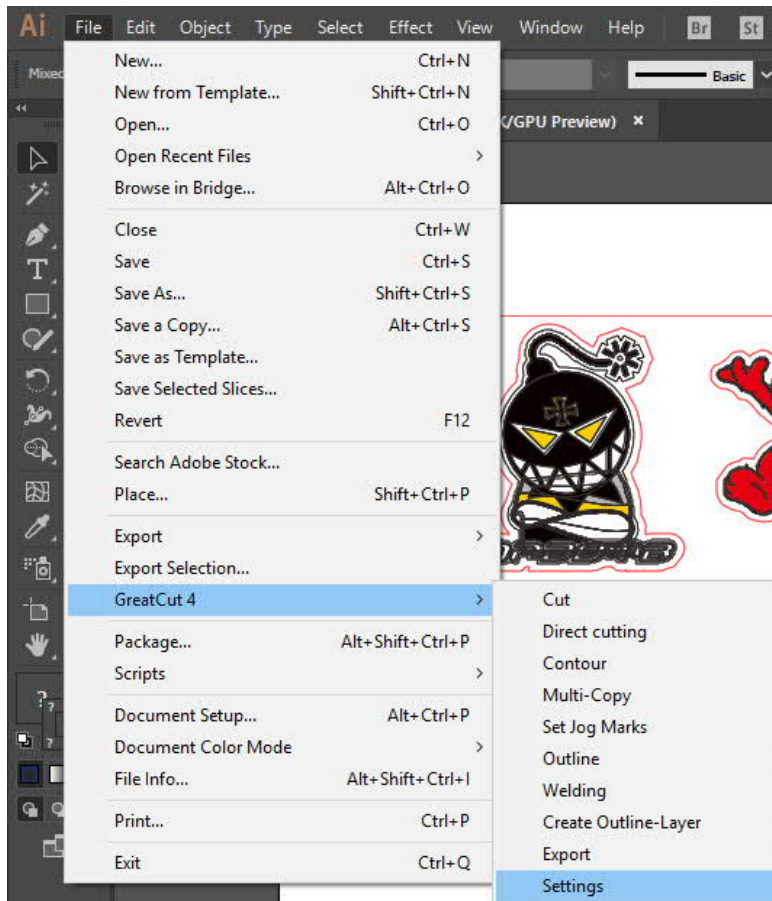 Ai File Edit Object Type Select Effect View Window Help Br St
Mixed Basic
K/GPU Preview) ×
New... Ctrl+N
New from Template... Shift+Ctrl+N
Open... Ctrl+O
Open Recent Files >
Browse in Bridge... Alt+Ctrl+O
Close Ctrl+W
Save Ctrl+S
Save As... Shift+Ctrl+S
Save a Copy... Alt+Ctrl+S
Save as Template...
Save Selected Slices...
Revert F12
Search Adobe Stock...
Place... Shift+Ctrl+P
Export >
Export Selection...
GreatCut 4 >
Package... Alt+Shift+Ctrl+P
Scripts >
Document Setup... Alt+Ctrl+P
Document Color Mode >
File Info... Alt+Shift+Ctrl+I
Print... Ctrl+P
Exit Ctrl+Q
Cut
Direct cutting
Contour
Multi-Copy
Set Jog Marks
Outline
Welding
Create Outline-Layer
Export
Settings